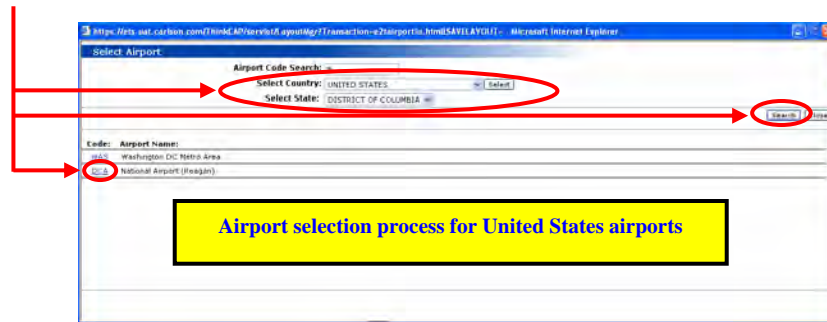 Select Airport
Airport Code Search:
Select Country: UNITED STATES Select
Select State: DISTRICT OF COLUMBIA
Search
Code: Airport Name:
WAS Washington DC Metro Area
DCA National Airport (Reagan)
Airport selection process for United States airports